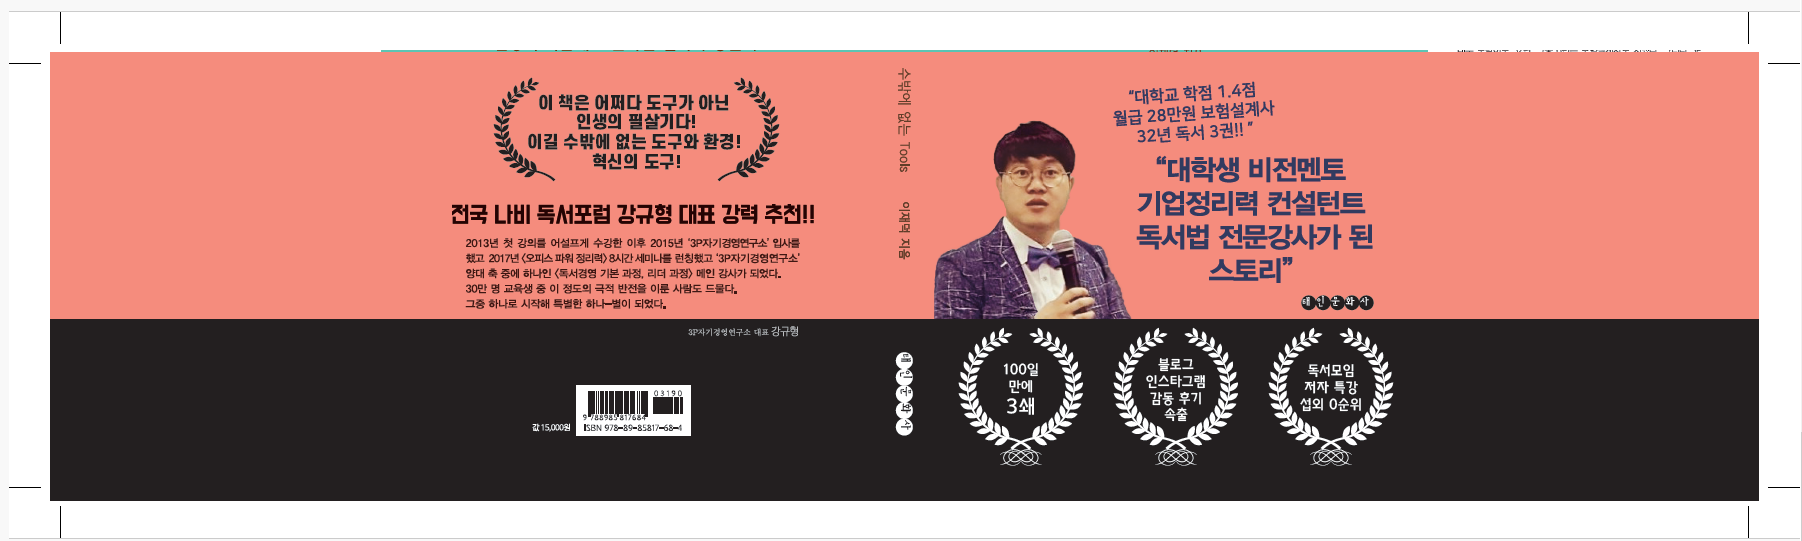 이 책은 어쩌다 도구가 아닌
인생의 필살기다!
이길 수밖에 없는 도구와 환경!
혁신의 도구!
전국 나비 독서포럼 강규형 대표 강력 추천!!
2013년 첫 강의를 어설프게 수강한 이후 2015년 '3P자기경영연구소' 입사를
했고 2017년 〈오피스 파워 정리력〉 8시간 세미나를 런칭했고 '3P자기경영연구소'
양대 축 중에 하나인 〈독서경영 기본 과정, 리더 과정〉 메인 강사가 되었다.
30만 명 교육생 중 이 정도의 극적 반전을 이룬 사람도 드물다.
그중 하나로 시작해 특별한 하나-별이 되었다.
3P자기경영연구소 대표 강규형
값 15,000원
03190
9 788985 817684
ISBN 978-89-85817-68-4
수밖에 없는 Tools 이재덕 지음
태인문화사
"대학교 학점 1.4점
월급 28만원 보험설계사
32년 독서 3권!! "
"대학생 비전멘토
기업정리력 컨설턴트
독서법 전문강사가 된
스토리"
태인문화사
100일
만에
3쇄
블로그
인스타그램
감동 후기
속출
독서모임
저자 특강
섭외 0순위